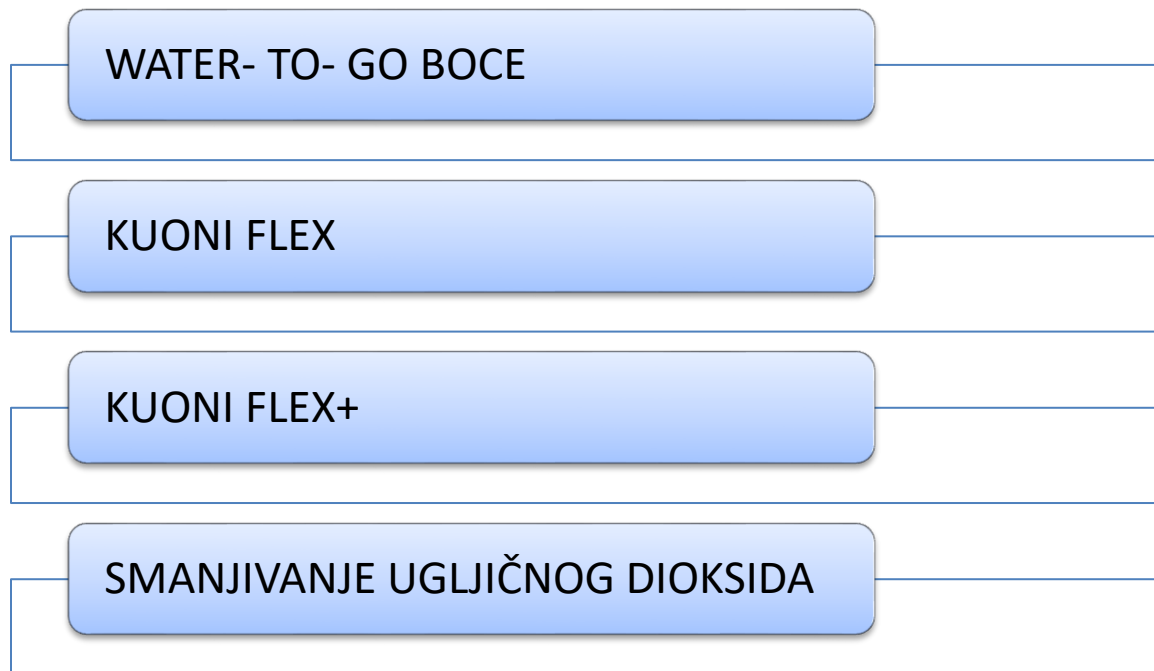 WATER- TO- GO BOCE
KUONI FLEX
KUONI FLEX+
SMANJIVANJE UGLJIČNOG DIOKSIDA